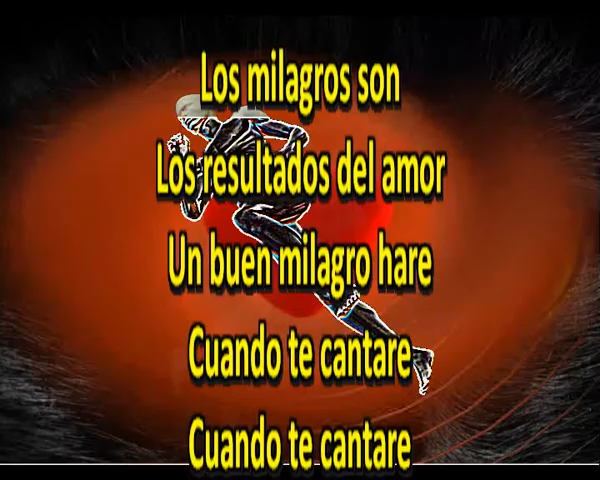 Los milagros son
Los resultados del amor
Un buen milagro hare
Cuando te cantare
Cuando te cantare